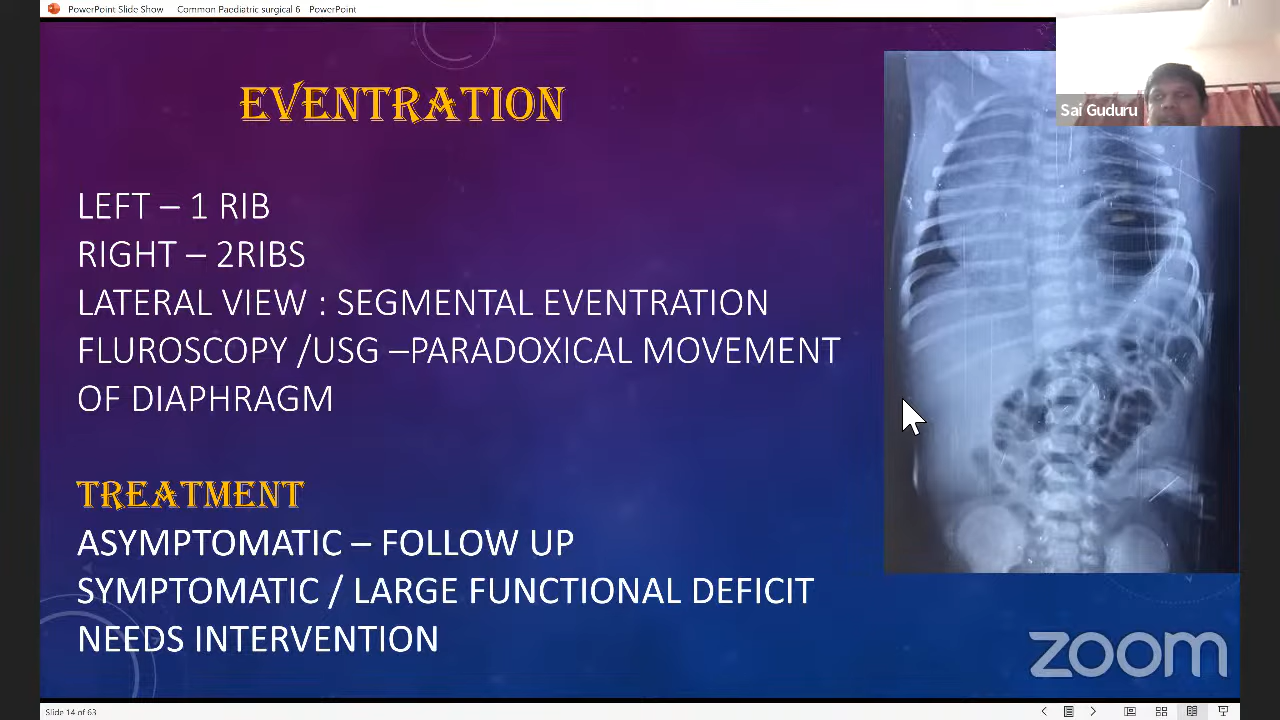 PowerPoint Slide Show    Common Paediatric surgical 6    PowerPoint
EVENTRATION
Sai Guduru
LEFT – 1 RIB
RIGHT – 2RIBS
LATERAL VIEW : SEGMENTAL EVENTRATION
FLUROSCOPY /USG –PARADOXICAL MOVEMENT
OF DIAPHRAGM
TREATMENT
ASYMPTOMATIC – FOLLOW UP
SYMPTOMATIC / LARGE FUNCTIONAL DEFICIT
NEEDS INTERVENTION
zoom
Slide 14 of 63